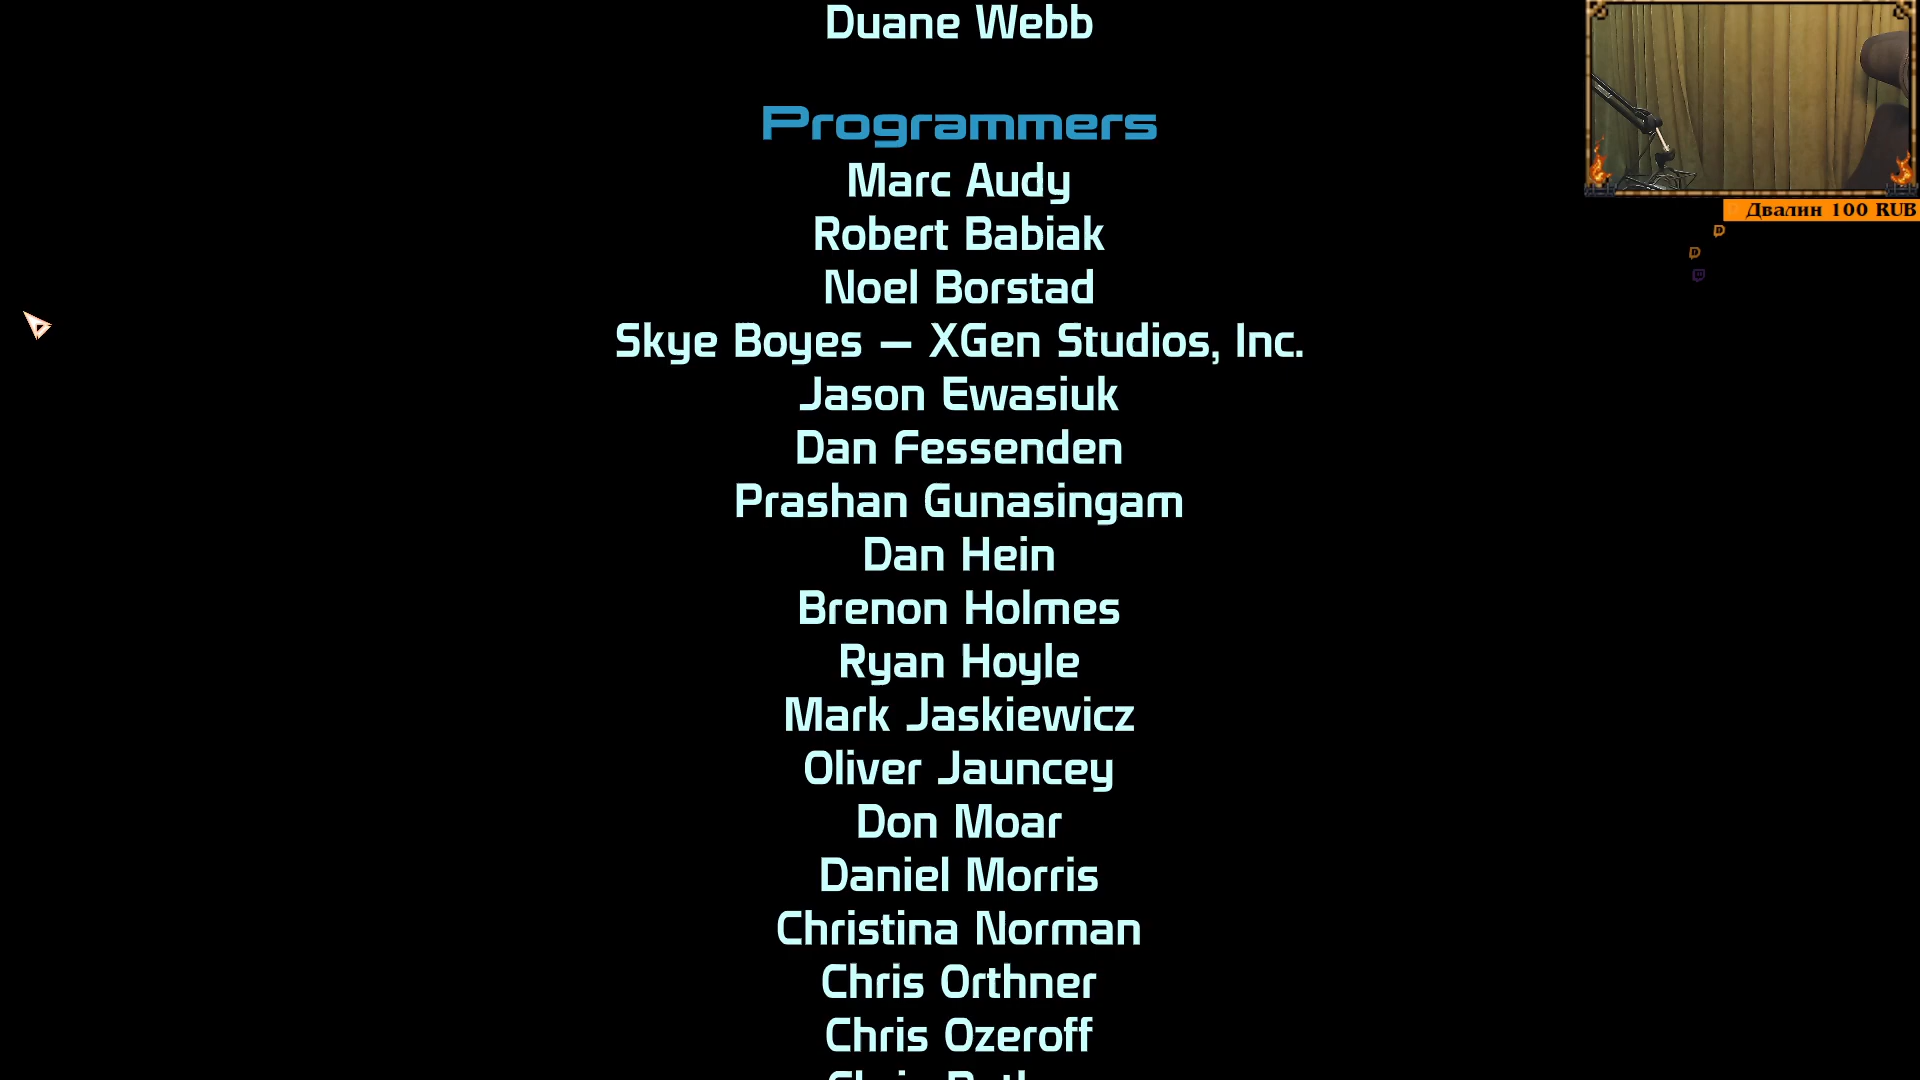 Duane Webb
Programmers
Marc Audy
Robert Babiak
Noel Borstad
Skye Boyes — XGen Studios, Inc.
Jason Ewasiuk
Dan Fessenden
Prashan Gunasingam
Dan Hein
Brenon Holmes
Ryan Hoyle
Mark Jaskiewicz
Oliver Jauncey
Don Moar
Daniel Morris
Christina Norman
Chris Orthner
Chris Ozeroff
Двалин 100 RUB